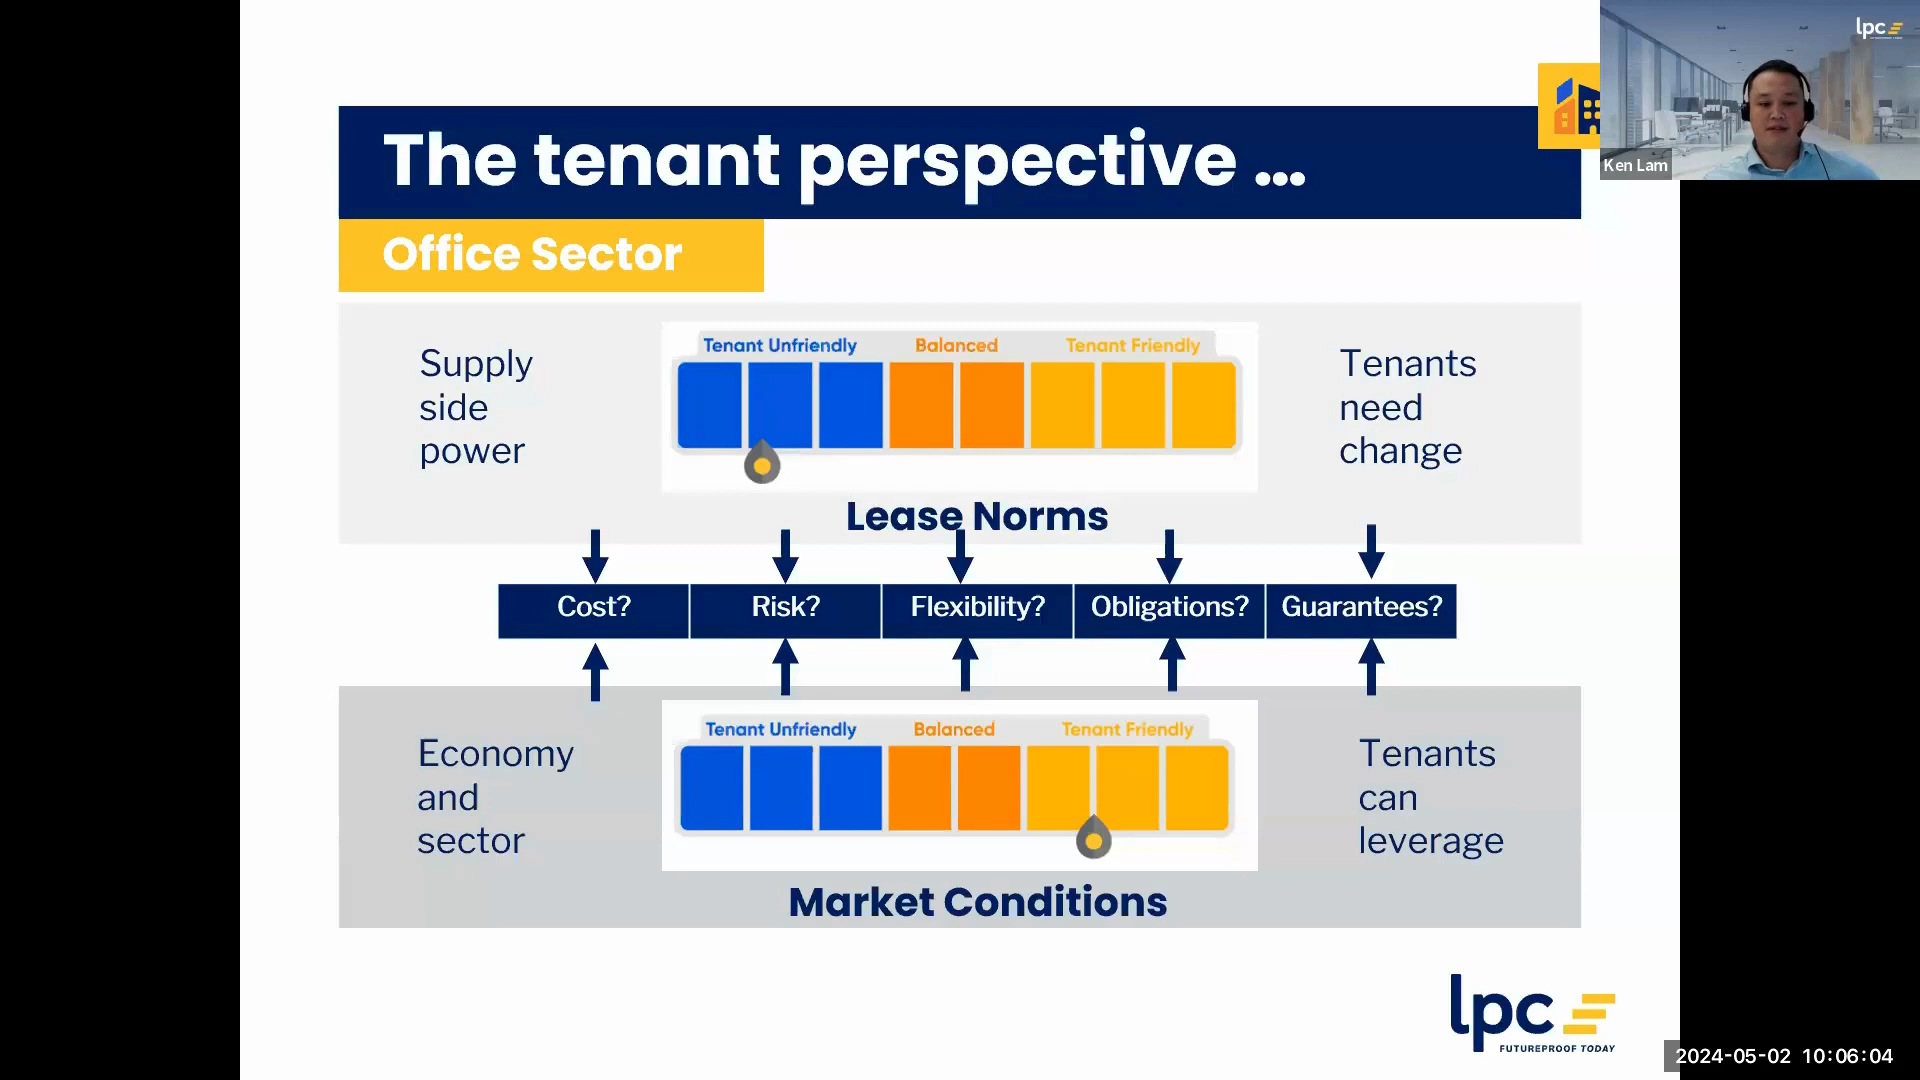 lpc
Ken Lam
The tenant perspective ...
Office Sector
Supply
side
power
Tenant Unfriendly Balanced Tenant Friendly
Tenants
need
change
Lease Norms
Cost? Risk? Flexibility? Obligations? Guarantees?
Economy
and
sector
Tenant Unfriendly Balanced Tenant Friendly
Tenants
can
leverage
Market Conditions
lpc
FUTUREPROOF TODAY
2024-05-02 10:06:04